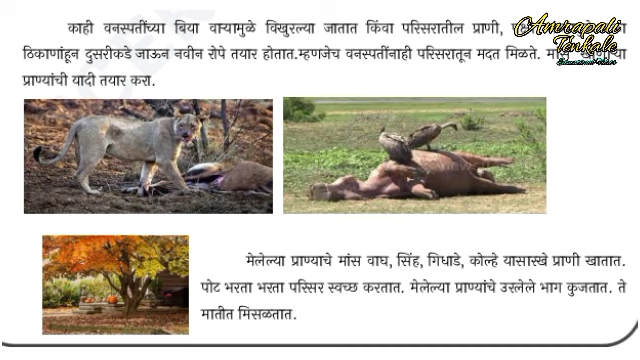 काही वनस्पतींच्या बिया वाऱ्यामुळे विखुरल्या जातात किंवा परिसरातील प्राणी,
ठिकाणांहून दुसरीकडे जाऊन नवीन रोपे तयार होतात.म्हणजेच वनस्पतींनाही परिसरातून मदत मिळते.
प्राण्यांची यादी तयार करा.
Amrapali
Tenkale
मेलेल्या प्राण्याचे मांस वाघ, सिंह, गिधाडे, कोल्हे यासारखे प्राणी खातात.
पोट भरता भरता परिसर स्वच्छ करतात. मेलेल्या प्राण्यांचे उरलेले भाग कुजतात. ते
मातीत मिसळतात.